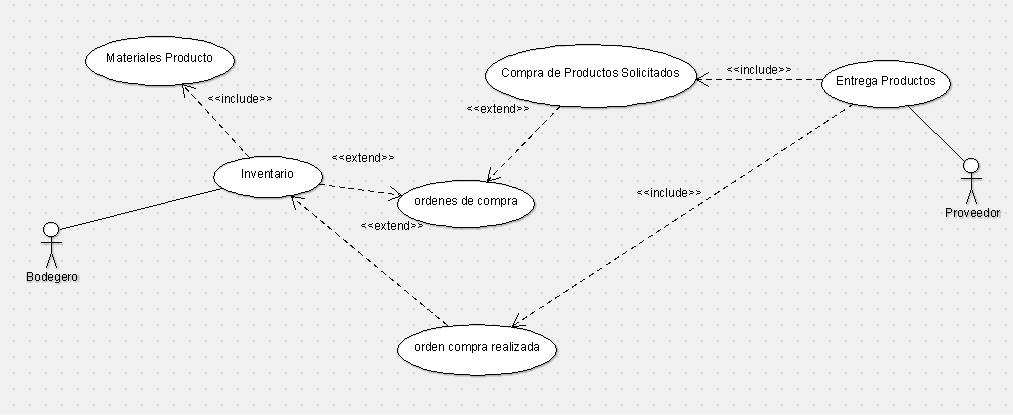 Materiales Producto
Compra de Productos Solicitados
<<include>>
Entrega Productos
<<include>>
<<extend>>
<<extend>>
Inventario
<<include>>
ordenes de compra
Proveedor
<<extend>>
Bodegero
orden compra realizada